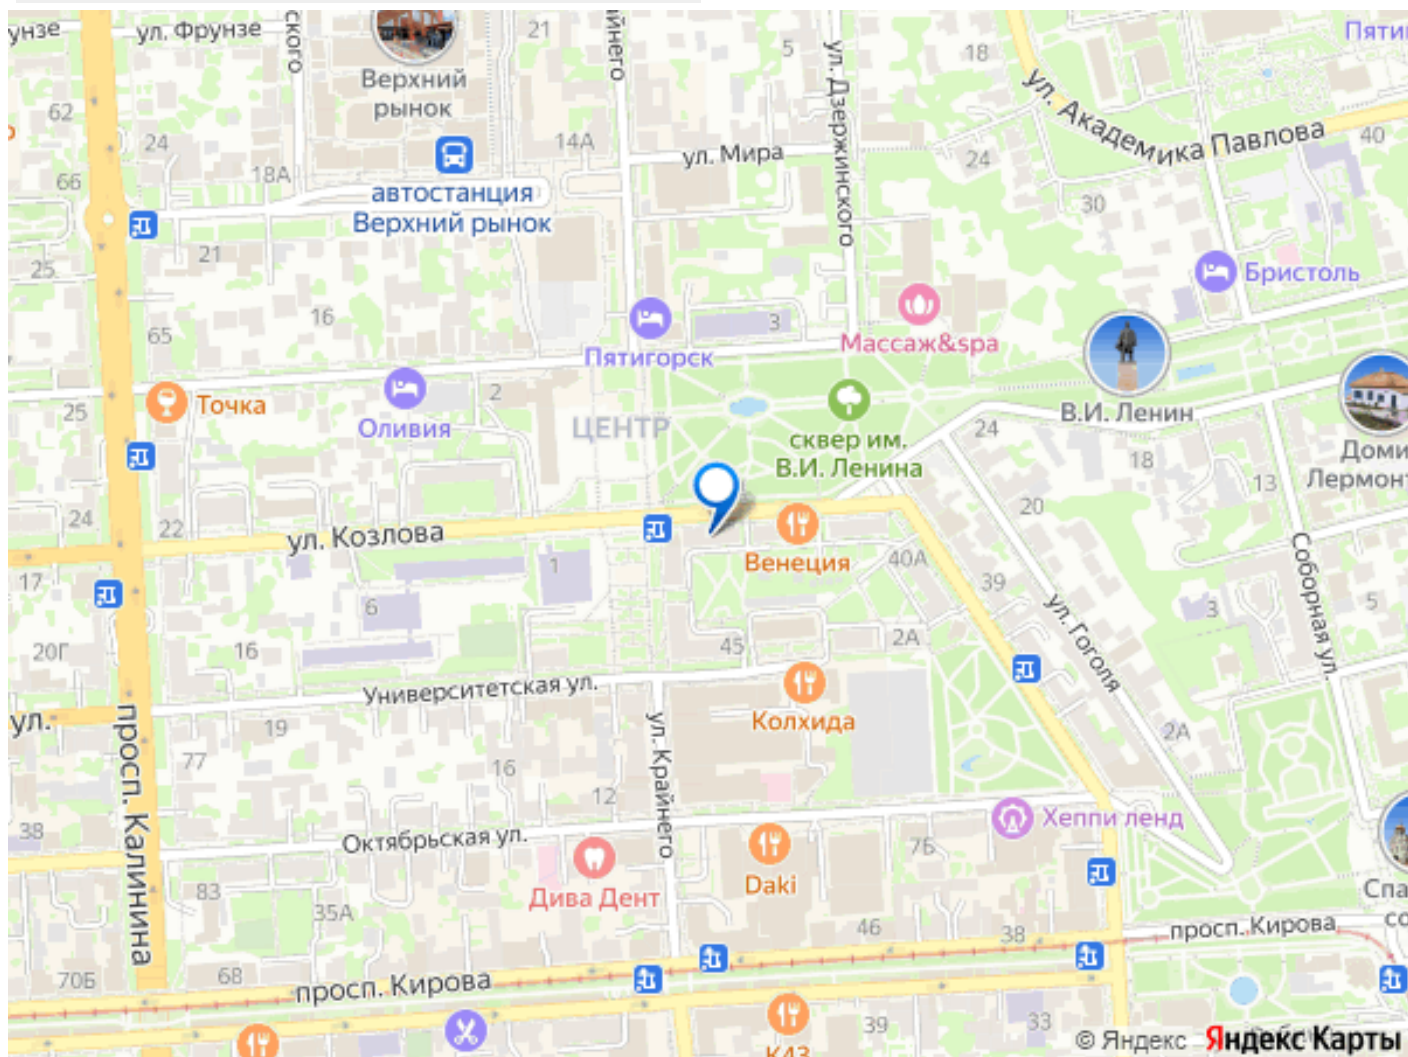 унзе
ул. Фрунзе
ского
йнего
21
5
18
Верхний
рынок
ул. Дзержинского
ул. Академика Павлова
40
62
24
14А
ул. Мира
24
18А
66
автостанция
Верхний рынок
30
21
25
Бристоль
16
65
3
Массаж&spa
Пятигорск
2
25
Точка
Оливия
ЦЕНТР
сквер им.
В.И. Ленина
В.И. Ленин
24
18
13
Доми
Лермонт
20
24
22
ул. Козлова
Венеция
40А
39
1
17
6
ул. Гоголя
3
Соборная ул.
5
20Г
16
45
2А
Университетская ул.
Колхида
ул.
просп. Калинина
19
ул. Крайнего
2А
77
16
12
38
Октябрьская ул.
Хеппи ленд
Дива Дент
Daki
7Б
83
35А
Спа
со
46
38
просп. Кирова
70Б
68
просп. Кирова
39
33
К43
© Яндекс Яндекс Карты